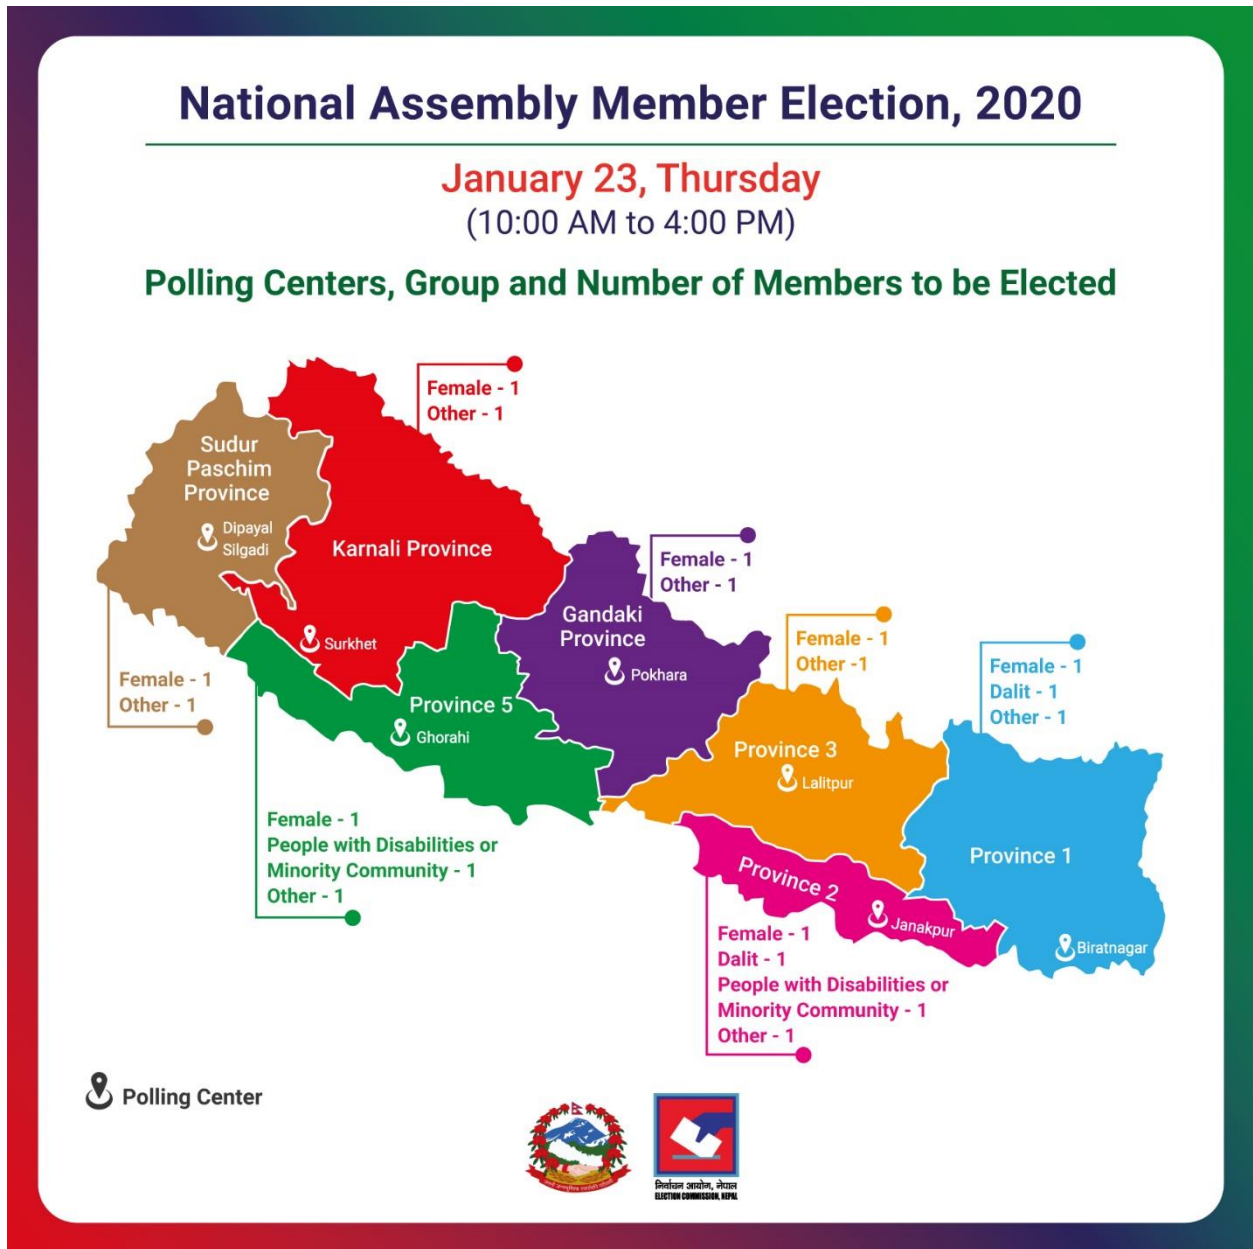 National Assembly Member Election, 2020
January 23, Thursday
(10:00 AM to 4:00 PM)
Polling Centers, Group and Number of Members to be Elected
Female - 1
Other - 1
Sudur
Paschim
Province
Dipayal
Silgadi
Karnali Province
Surkhet
Female - 1
Other - 1
Gandaki
Province
Pokhara
Female - 1
Other - 1
Province 5
Ghorahi
Female - 1
Other -1
Province 3
Lalitpur
Female - 1
Dalit - 1
Other - 1
Province 1
Biratnagar
Female - 1
People with Disabilities or
Minority Community - 1
Other - 1
Province 2
Janakpur
Female - 1
Dalit - 1
People with Disabilities or
Minority Community - 1
Other - 1
Polling Center
निर्वाचन आयोग, नेपाल
ELECTION COMMISSION, NEPAL